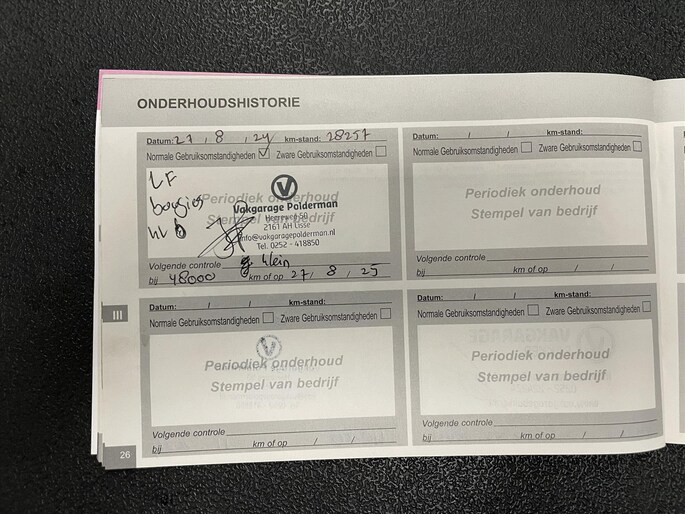 ONDERHOUDSHISTORIE
Datum: 27 / 8 / 24 km-stand: 28257
Normale Gebruiksomstandigheden Zware Gebruiksomstandigheden
LF
bougies
Periodiek onderhoud
Stempel van bedrijf
Vakgarage Polderman
Heereweg 50
2161 AH Lisse
info@vakgaragepolderman.nl
Tel. 0252 - 418850
Volgende controle klein
bij 48000 km of op 27 / 8 / 25
Datum: / / km-stand:
Normale Gebruiksomstandigheden Zware Gebruiksomstandigheden
Periodiek onderhoud
Stempel van bedrijf
Volgende controle
bij km of op / /
III
Datum: / / km-stand:
Normale Gebruiksomstandigheden Zware Gebruiksomstandigheden
Periodiek onderhoud
Stempel van bedrijf
Volgende controle
bij km of op / /
Datum: / / km-stand:
Normale Gebruiksomstandigheden Zware Gebruiksomstandigheden
VAKGARAGE
Periodiek onderhoud
Stempel van bedrijf
Volgende controle
bij km of op / /
26